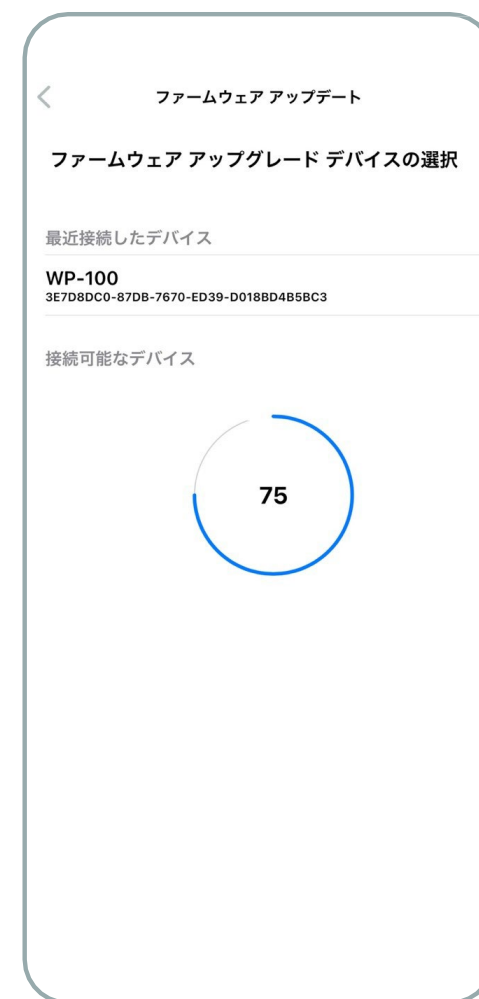 ファームウェア アップデート
ファームウェア アップグレード デバイスの選択
最近接続したデバイス
WP-100
3E7D8DC0-87DB-7670-ED39-D018BD4B5BC3
接続可能なデバイス
75